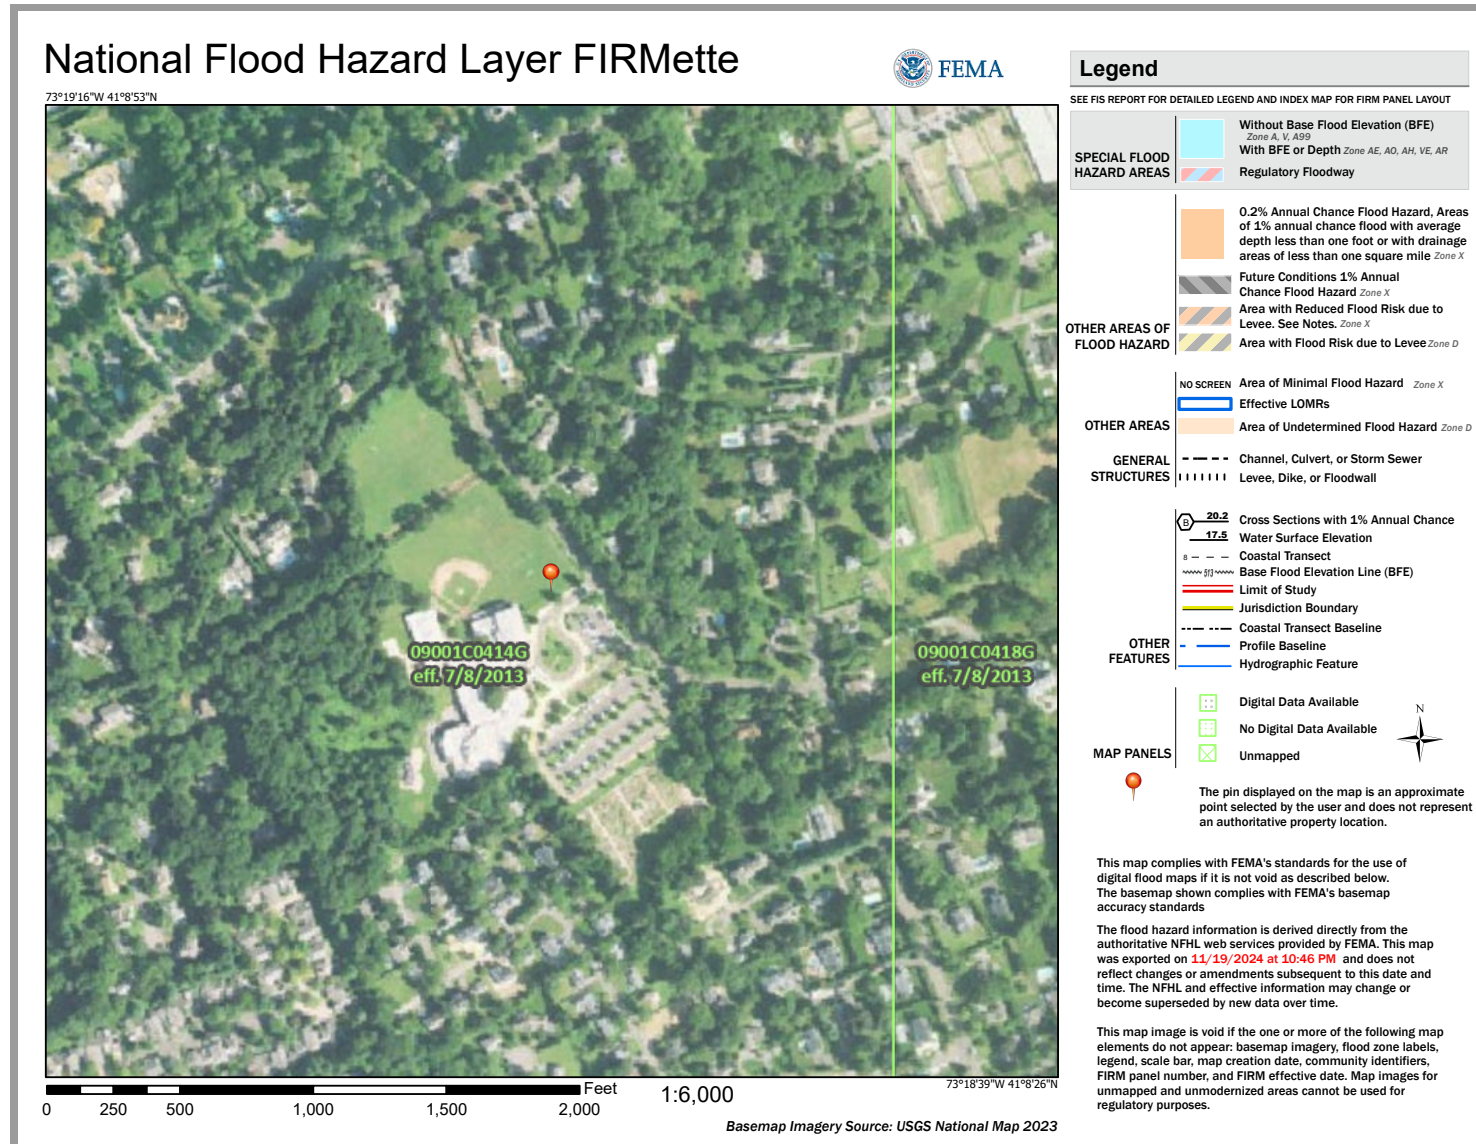 National Flood Hazard Layer FIRMette
FEMA
73°19'16"W 41°8'53"N
09001C0414G
eff. 7/8/2013
09001C0418G
eff. 7/8/2013
Feet
0 250 500 1,000 1,500 2,000
1:6,000
73°18'39"W 41°8'26"N
Basemap Imagery Source: USGS National Map 2023
Legend
SEE FIS REPORT FOR DETAILED LEGEND AND INDEX MAP FOR FIRM PANEL LAYOUT
SPECIAL FLOOD
HAZARD AREAS
Without Base Flood Elevation (BFE)
Zone A, V, A99
With BFE or Depth Zone AE, AO, AH, VE, AR
Regulatory Floodway
OTHER AREAS OF
FLOOD HAZARD
0.2% Annual Chance Flood Hazard, Areas
of 1% annual chance flood with average
depth less than one foot or with drainage
areas of less than one square mile Zone X
Future Conditions 1% Annual
Chance Flood Hazard Zone X
Area with Reduced Flood Risk due to
Levee. See Notes. Zone X
Area with Flood Risk due to Levee Zone D
OTHER AREAS
NO SCREEN Area of Minimal Flood Hazard Zone X
Effective LOMRs
Area of Undetermined Flood Hazard Zone D
GENERAL
STRUCTURES
Channel, Culvert, or Storm Sewer
Levee, Dike, or Floodwall
OTHER
FEATURES
B 20.2 Cross Sections with 1% Annual Chance
17.5 Water Surface Elevation
8 Coastal Transect
513 Base Flood Elevation Line (BFE)
Limit of Study
Jurisdiction Boundary
Coastal Transect Baseline
Profile Baseline
Hydrographic Feature
MAP PANELS
Digital Data Available
No Digital Data Available
Unmapped
N
The pin displayed on the map is an approximate
point selected by the user and does not represent
an authoritative property location.
This map complies with FEMA's standards for the use of
digital flood maps if it is not void as described below.
The basemap shown complies with FEMA's basemap
accuracy standards
The flood hazard information is derived directly from the
authoritative NFHL web services provided by FEMA. This map
was exported on 11/19/2024 at 10:46 PM and does not
reflect changes or amendments subsequent to this date and
time. The NFHL and effective information may change or
become superseded by new data over time.
This map image is void if the one or more of the following map
elements do not appear: basemap imagery, flood zone labels,
legend, scale bar, map creation date, community identifiers,
FIRM panel number, and FIRM effective date. Map images for
unmapped and unmodernized areas cannot be used for
regulatory purposes.